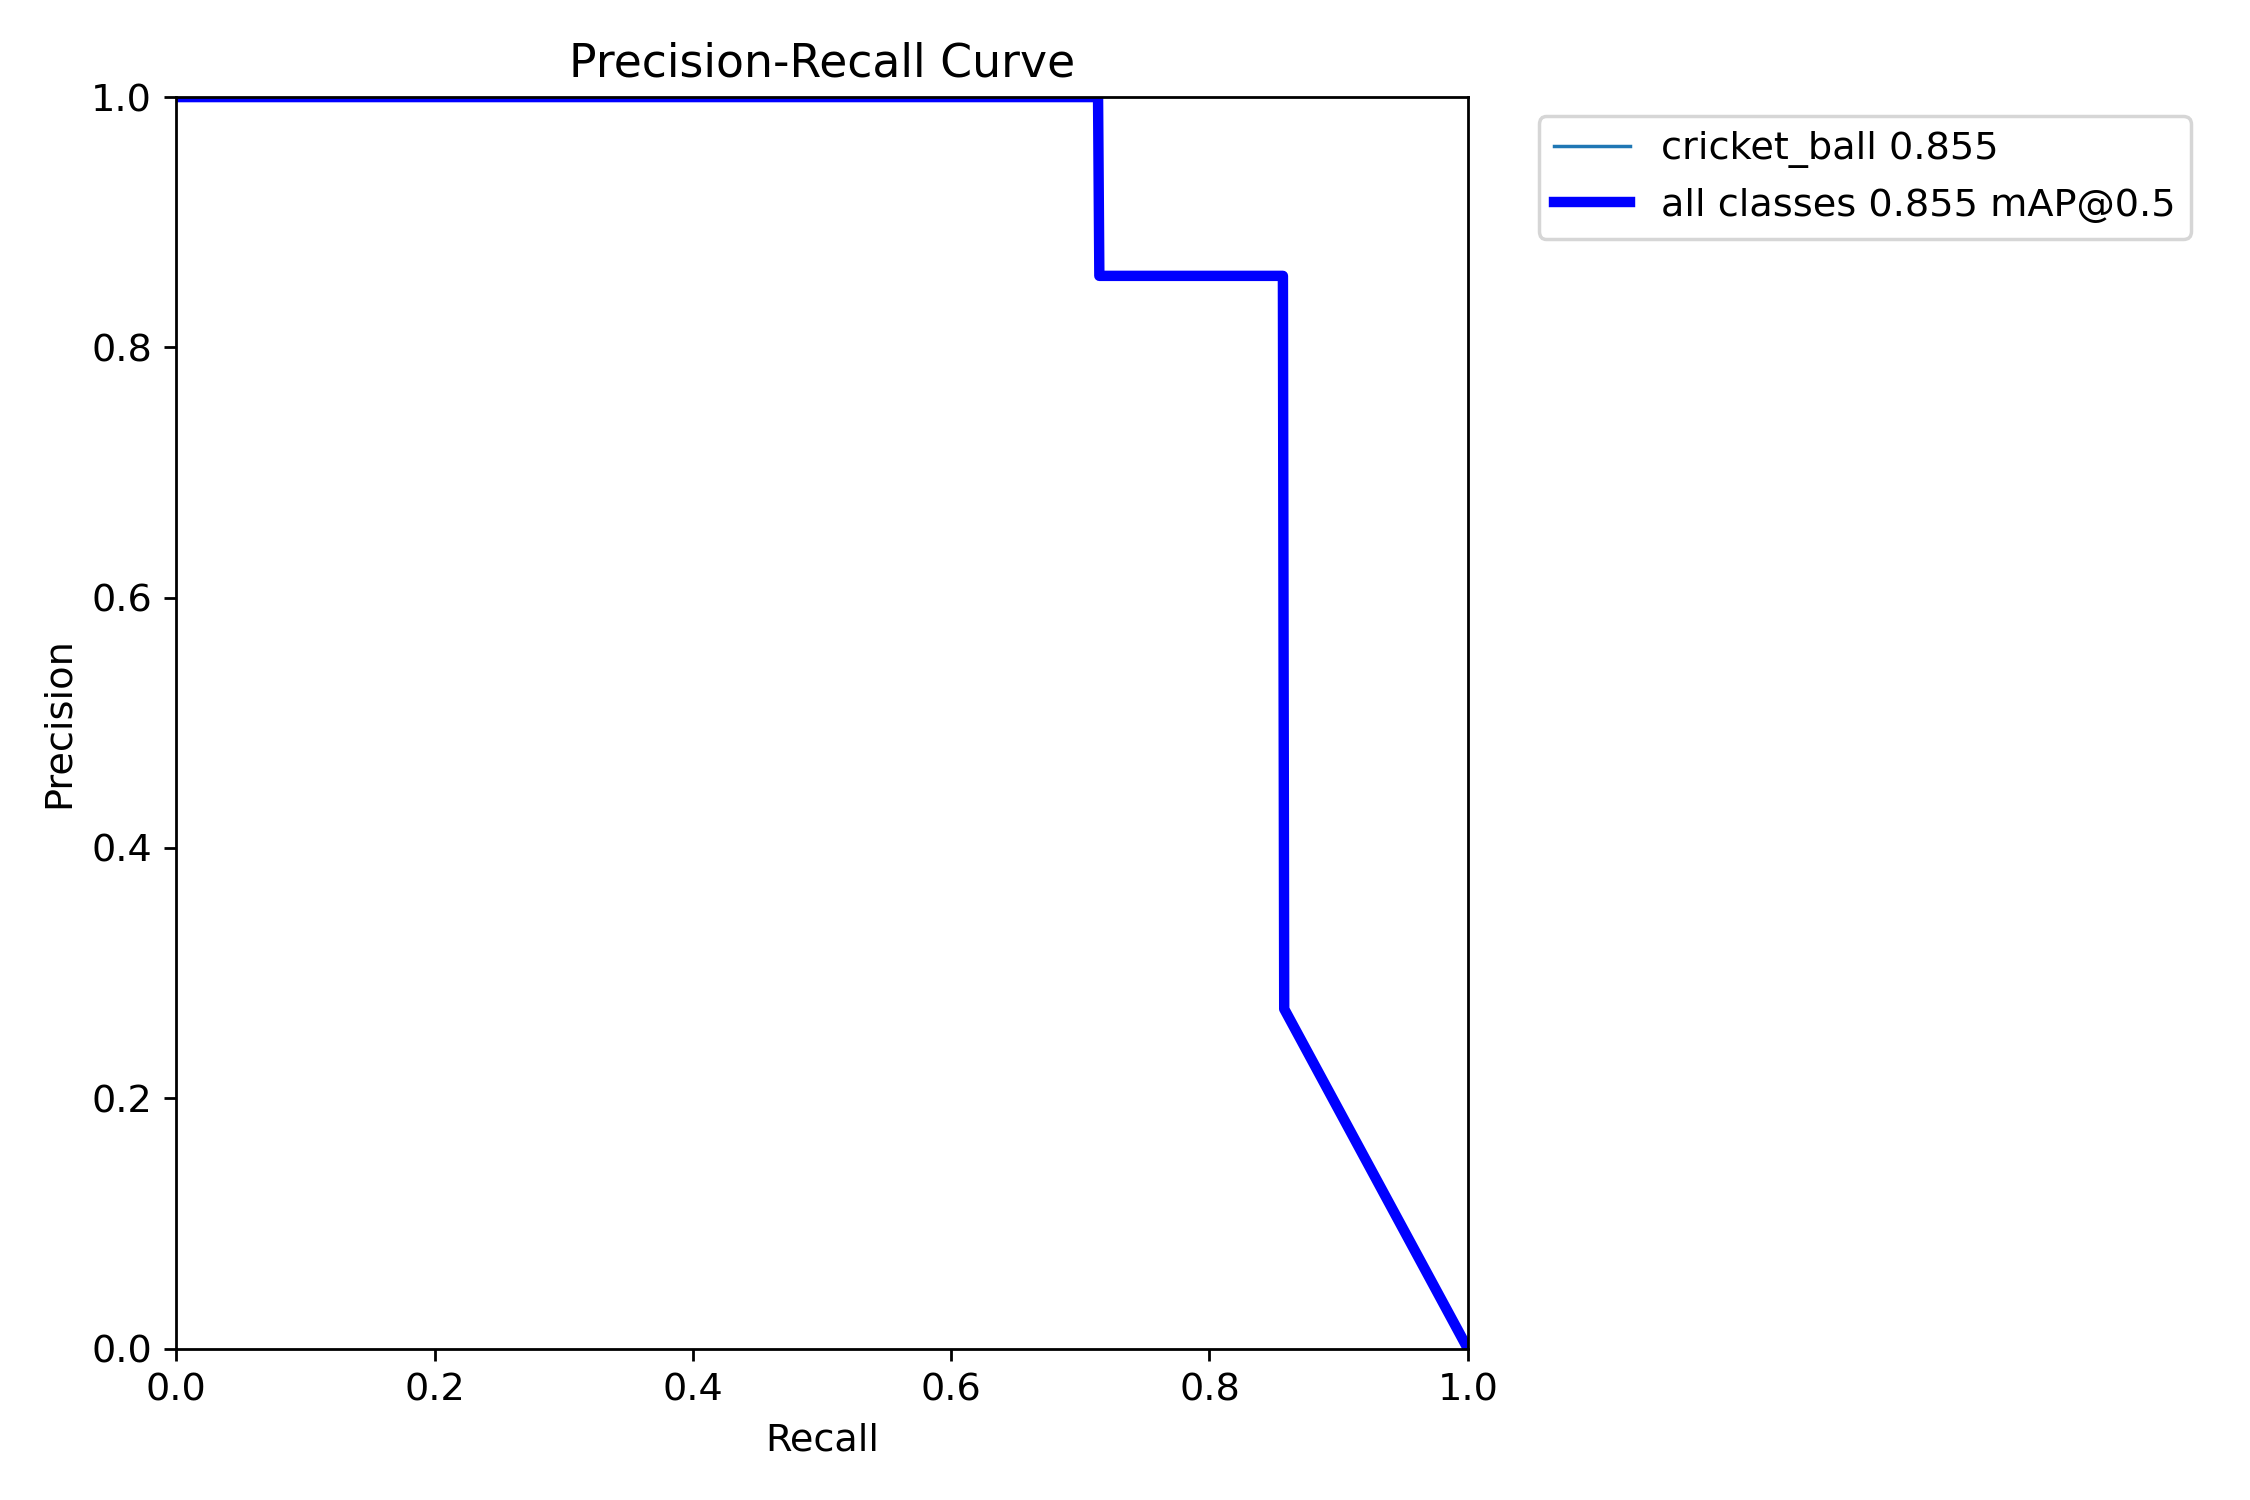 Precision-Recall Curve
cricket_ball 0.855
all classes 0.855 mAP@0.5
Precision
1.0
0.8
0.6
0.4
0.2
0.0
0.0 0.2 0.4 0.6 0.8 1.0
Recall